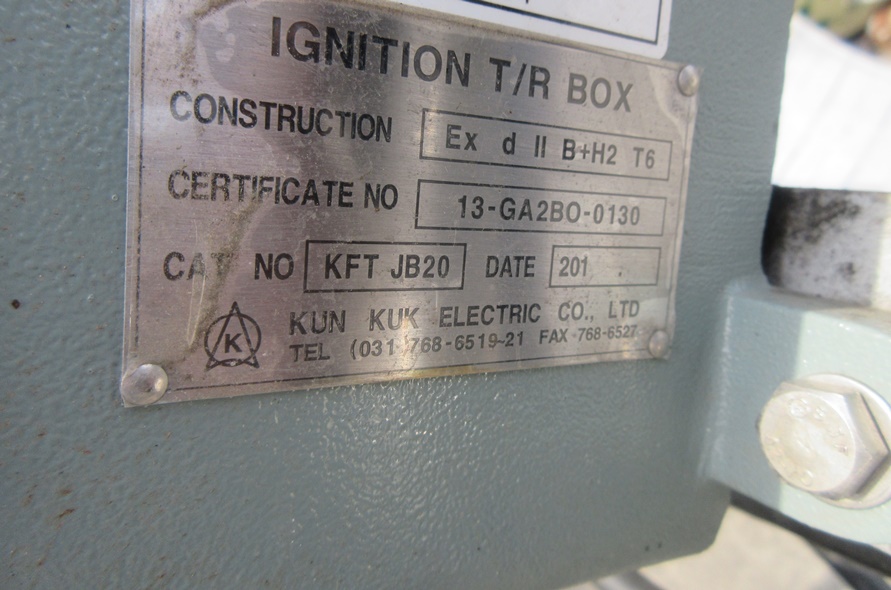 IGNITION T/R BOX
CONSTRUCTION Ex d II B+H2 T6
CERTIFICATE NO 13-GA2BO-0130
CAT NO KFT JB20 DATE 201 .
K KUN KUK ELECTRIC CO., LTD
TEL (031 768-6519~21 FAX 768-6527